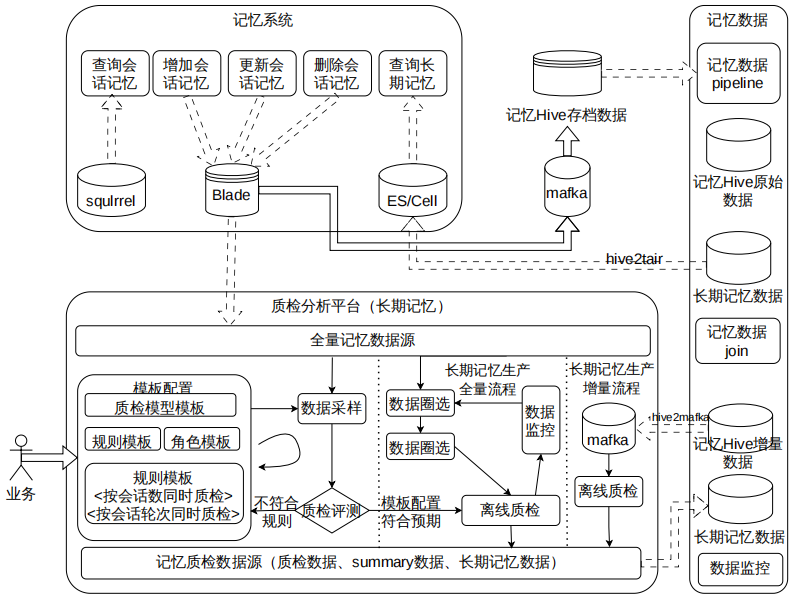 记忆系统
查询会
话记忆
增加会
话记忆
更新会
话记忆
删除会
话记忆
查询长
期记忆
squlrrel
Blade
ES/Cell
记忆Hive存档数据
mafka
hive2tair
记忆数据
记忆数据
pipeline
记忆Hive原始
数据
长期记忆数据
记忆数据
join
记忆Hive增量
数据
长期记忆数据
数据监控
质检分析平台（长期记忆）
全量记忆数据源
模板配置
质检模型模板
规则模板
角色模板
规则模板
<按会话数同时质检>
<按会话轮次同时质检>
业务
数据采样
质检评测
不符合
规则
模板配置
符合预期
长期记忆生产
全量流程
数据圈选
数据圈选
数据
监控
离线质检
长期记忆生产
增量流程
mafka
hive2mafka
离线质检
记忆质检数据源（质检数据、summary数据、长期记忆数据）